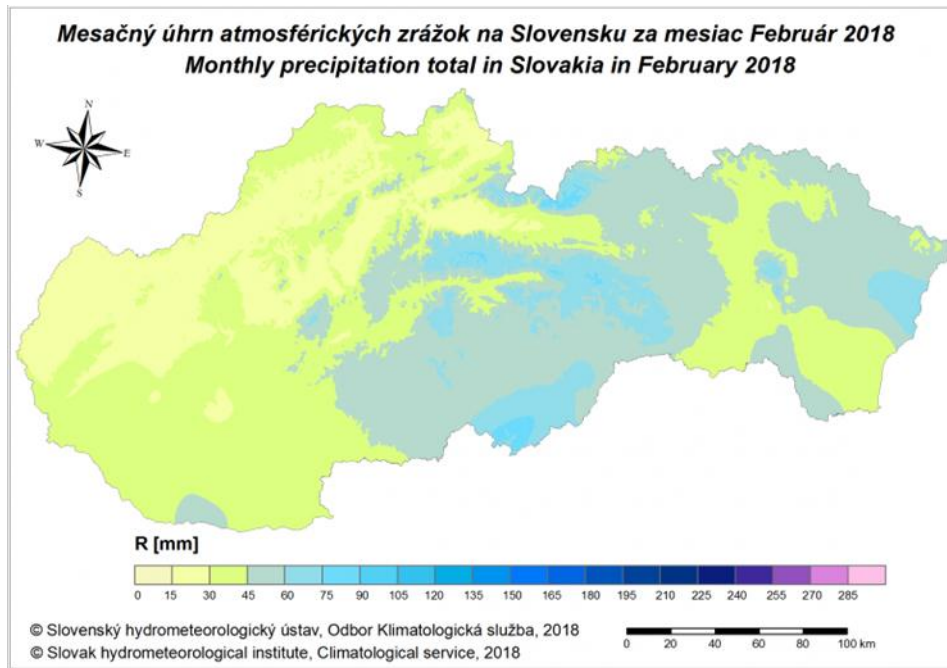 Mesačný úhrn atmosférických zrážok na Slovensku za mesiac Február 2018
Monthly precipitation total in Slovakia in February 2018
N
W E
S
R [mm]
0 15 30 45 60 75 90 105 120 135 150 165 180 195 210 225 240 255 270 285
© Slovenský hydrometeorologický ústav, Odbor Klimatologická služba, 2018
0 20 40 60 80 100 km
© Slovak hydrometeorological institute, Climatological service, 2018